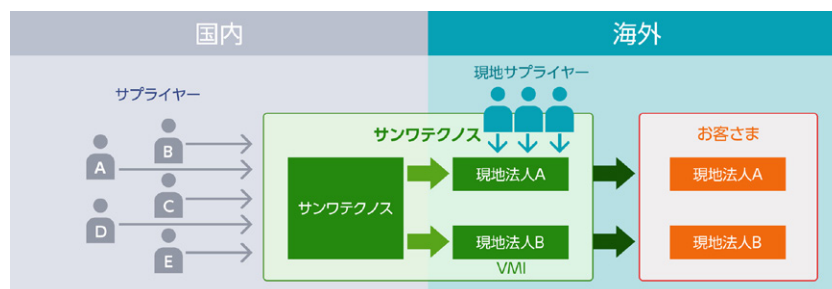 国内
海外
サプライヤー
現地サプライヤー
A
B
C
D
E
サンワテクノス
サンワテクノス
現地法人A
現地法人B
VMI
お客さま
現地法人A
現地法人B